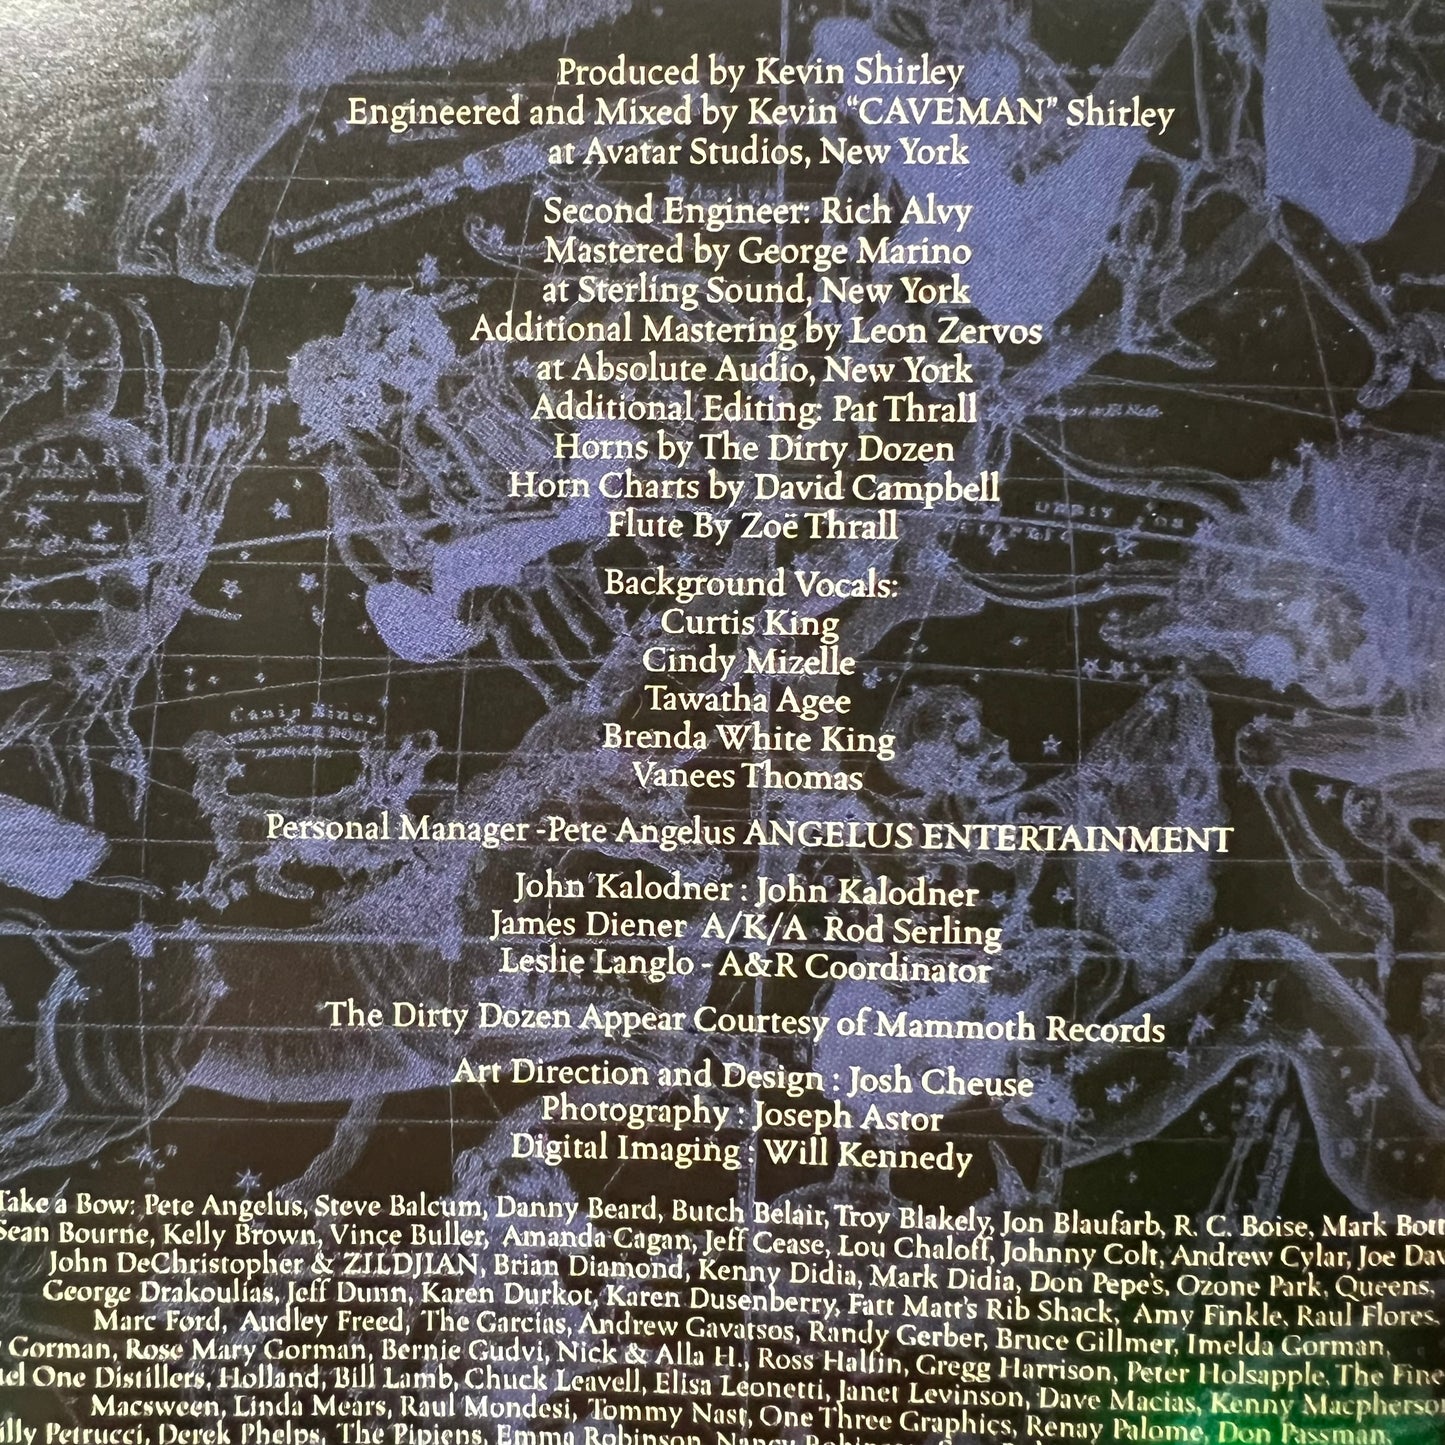 Produced by Kevin Shirley
Engineered and Mixed by Kevin “CAVEMAN” Shirley
at Avatar Studios, New York
Second Engineer: Rich Alvy
Mastered by George Marino
at Sterling Sound, New York
Additional Mastering by Leon Zervos
at Absolute Audio, New York
Additional Editing: Pat Thrall
Horns by The Dirty Dozen
Horn Charts by David Campbell
Flute By Zoë Thrall
Background Vocals:
Curtis King
Cindy Mizelle
Tawatha Agee
Brenda White King
Vanees Thomas
Personal Manager -Pete Angelus ANGELUS ENTERTAINMENT
John Kalodner : John Kalodner
James Diener A/K/A Rod Serling
Leslie Langlo - A&R Coordinator
The Dirty Dozen Appear Courtesy of Mammoth Records
Art Direction and Design : Josh Cheuse
Photography : Joseph Astor
Digital Imaging : Will Kennedy
Take a Bow: Pete Angelus, Steve Balcum, Danny Beard, Butch Belair, Troy Blakely, Jon Blaufarb, R. C. Boise, Mark
Sean Bourne, Kelly Brown, Vince Buller, Amanda Cagan, Jeff Cease, Lou Chaloff, Johnny Colt, Andrew Cylar, Joe
John DeChristopher & ZILDJIAN, Brian Diamond, Kenny Didia, Mark Didia, Don Pepe's, Ozone Park, Queens,
George Drakoulias, Jeff Dunn, Karen Durkot, Karen Dusenberry, Fatt Matt's Rib Shack, Amy Finkle, Raul Flores,
Marc Ford, Audley Freed, The Garcias, Andrew Gavatsos, Randy Gerber, Bruce Gillmer, Imelda Gorman,
Gorman, Rose Mary Gorman, Bernie Gudvi, Nick & Alla H., Ross Halfin, Gregg Harrison, Peter Holsapple, The Fine
One Distillers, Holland, Bill Lamb, Chuck Leavell, Elisa Leonetti, Janet Levinson, Dave Macias, Kenny Macpherson
Macsween, Linda Mears, Raul Mondesi, Tommy Nast, One Three Graphics, Renay Palome, Don Passman,
Petrucci, Derek Phelps, The Pipiens, Emma Robinson, Nancy
Canis Minor